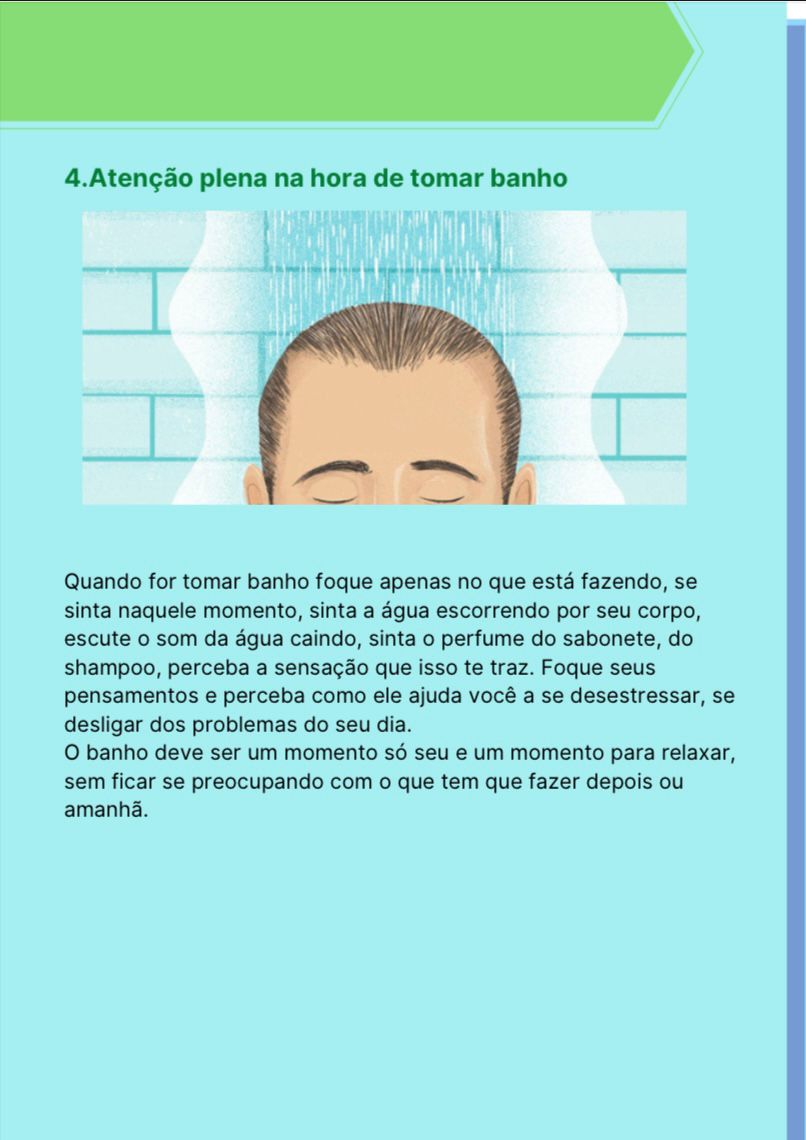 4.Atenção plena na hora de tomar banho
Quando for tomar banho foque apenas no que está fazendo, se
sinta naquele momento, sinta a água escorrendo por seu corpo,
escute o som da água caindo, sinta o perfume do sabonete, do
shampoo, perceba a sensação que isso te traz. Foque seus
pensamentos e perceba como ele ajuda você a se desestressar, se
desligar dos problemas do seu dia.
O banho deve ser um momento só seu e um momento para relaxar,
sem ficar se preocupando com o que tem que fazer depois ou
amanhã.